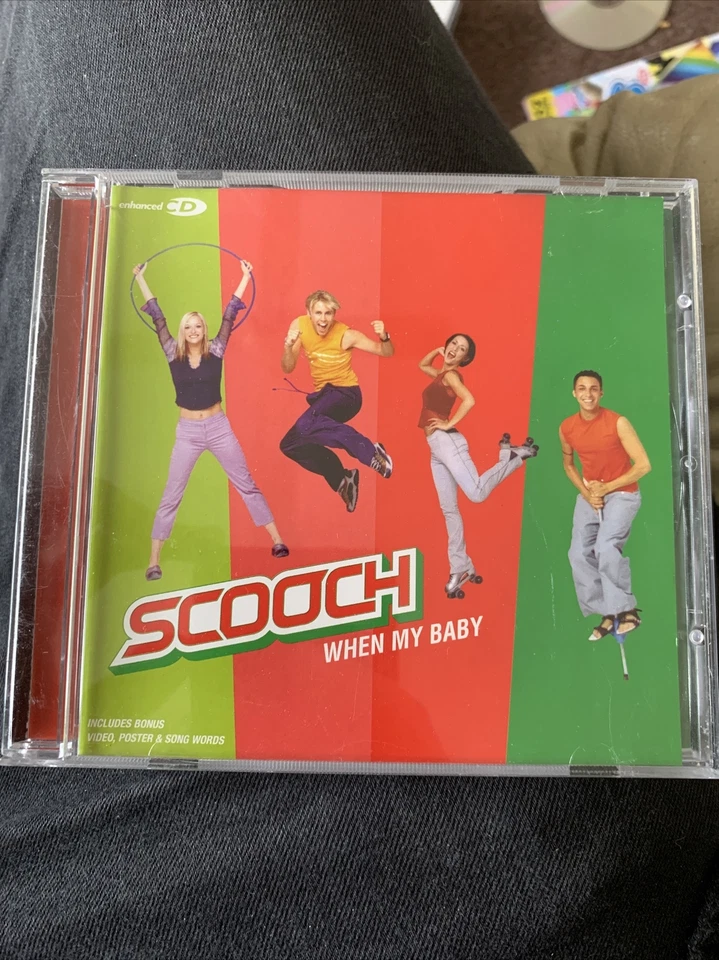 enhanced CD
SCOOCH
WHEN MY BABY
INCLUDES BONUS
VIDEO, POSTER & SONG WORDS